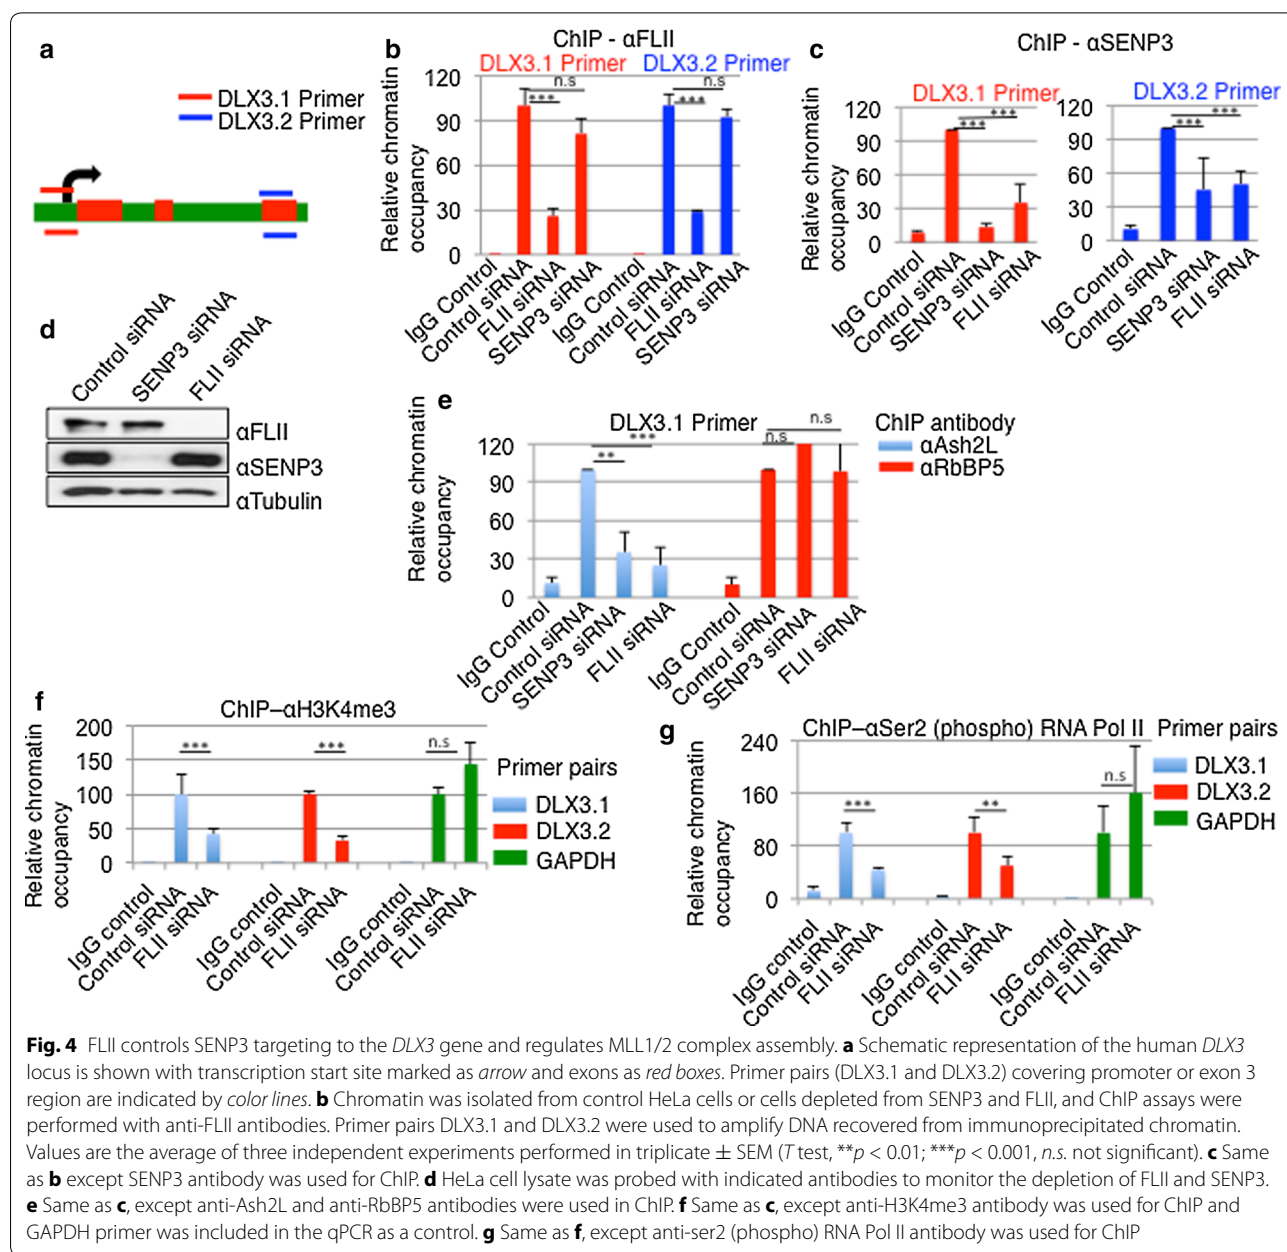 a
DLX3.1 Primer
DLX3.2 Primer
b
ChIP - αFLII
DLX3.1 Primer DLX3.2 Primer
n.s n.s
*** ***
Relative chromatin occupancy
120
90
60
30
0
IgG Control
Control siRNA
FLII siRNA
SENP3 siRNA
IgG Control
Control siRNA
FLII siRNA
SENP3 siRNA
c
ChIP - αSENP3
DLX3.1 Primer
***
***
Relative chromatin occupancy
120
90
60
30
0
IgG Control
Control siRNA
SENP3 siRNA
FLII siRNA
DLX3.2 Primer
***
***
120
90
60
30
0
IgG Control
Control siRNA
SENP3 siRNA
FLII siRNA
d
Control siRNA
SENP3 siRNA
FLII siRNA
αFLII
αSENP3
αTubulin
e
DLX3.1 Primer
ChIP antibody
αAsh2L
αRbBP5
***
**
n.s
n.s
Relative chromatin occupancy
120
90
60
30
0
IgG Control
Control siRNA
SENP3 siRNA
FLII siRNA
IgG Control
Control siRNA
SENP3 siRNA
FLII siRNA
f
ChIP–αH3K4me3
*** *** n.s
Relative chromatin occupancy
200
150
100
50
0
IgG control
Control siRNA
FLII siRNA
IgG control
Control siRNA
FLII siRNA
IgG control
Control siRNA
FLII siRNA
Primer pairs
DLX3.1
DLX3.2
GAPDH
g
ChIP–αSer2 (phospho) RNA Pol II
*** ** n.s
Relative chromatin occupancy
240
160
80
0
IgG control
Control siRNA
FLII siRNA
IgG control
Control siRNA
FLII siRNA
IgG control
Control siRNA
FLII siRNA
Primer pairs
DLX3.1
DLX3.2
GAPDH
Fig. 4 FLII controls SENP3 targeting to the DLX3 gene and regulates MLL1/2 complex assembly. a Schematic representation of the human DLX3
locus is shown with transcription start site marked as arrow and exons as red boxes. Primer pairs (DLX3.1 and DLX3.2) covering promoter or exon 3
region are indicated by color lines. b Chromatin was isolated from control HeLa cells or cells depleted from SENP3 and FLII, and ChIP assays were
performed with anti-FLII antibodies. Primer pairs DLX3.1 and DLX3.2 were used to amplify DNA recovered from immunoprecipitated chromatin.
Values are the average of three independent experiments performed in triplicate ± SEM (T test, **p < 0.01; ***p < 0.001, n.s. not significant). c Same
as b except SENP3 antibody was used for ChIP. d HeLa cell lysate was probed with indicated antibodies to monitor the depletion of FLII and SENP3.
e Same as c, except anti-Ash2L and anti-RbBP5 antibodies were used in ChIP. f Same as c, except anti-H3K4me3 antibody was used for ChIP and
GAPDH primer was included in the qPCR as a control. g Same as f, except anti-ser2 (phospho) RNA Pol II antibody was used for ChIP